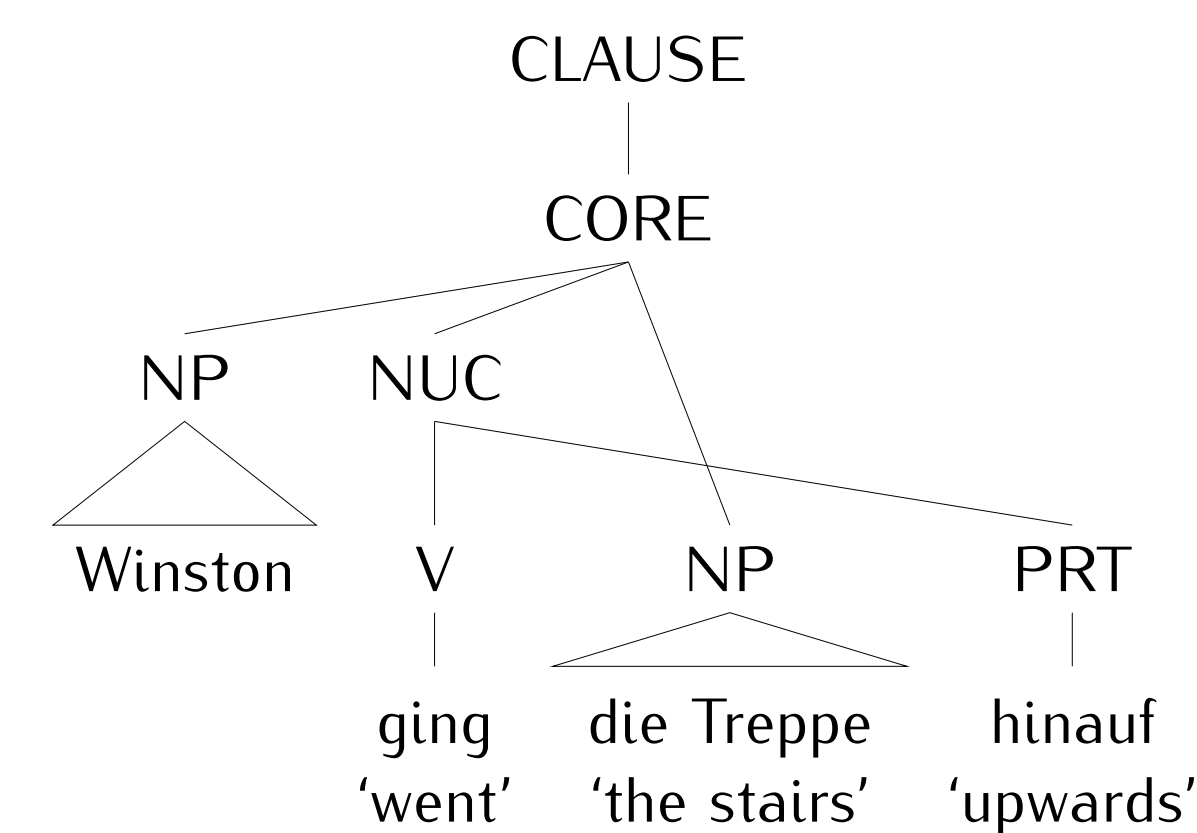 CLAUSE
CORE
NP NUC
Winston V NP PRT
ging die Treppe hinauf
‘went’ ‘the stairs’ ‘upwards’